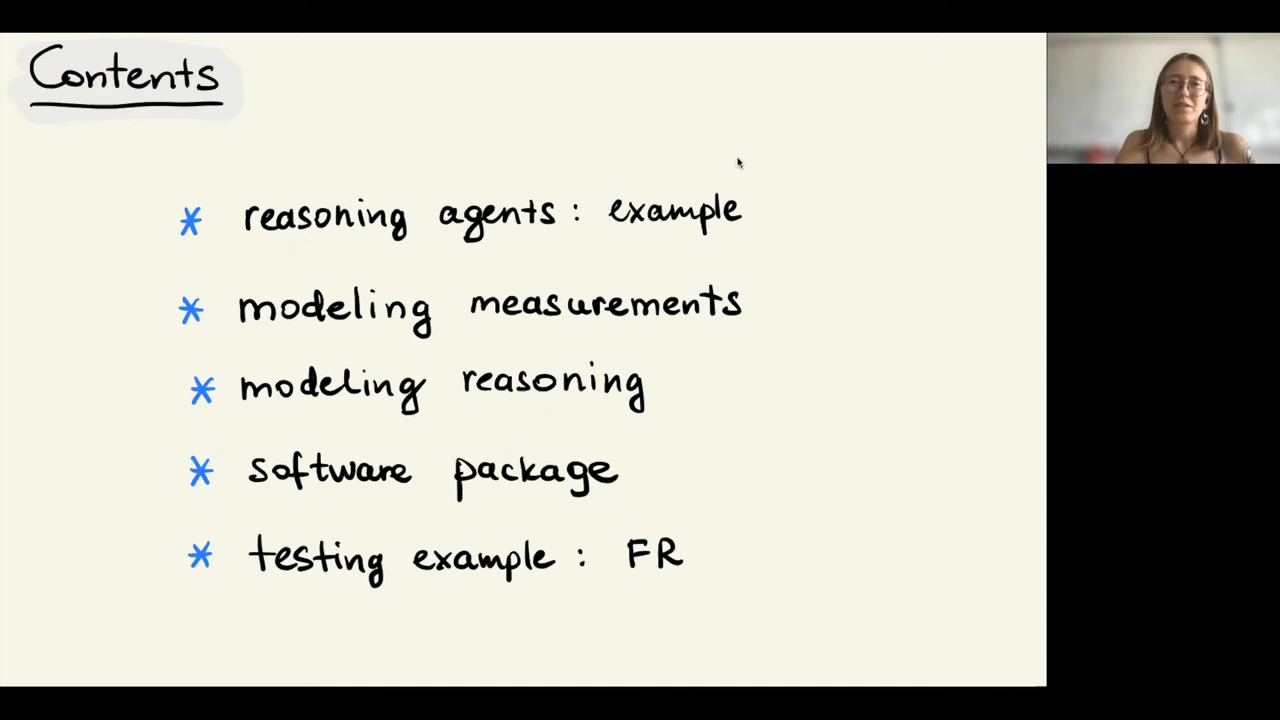 Contents
* reasoning agents: example
* modeling measurements
* modeling reasoning
* software package
* testing example: FR